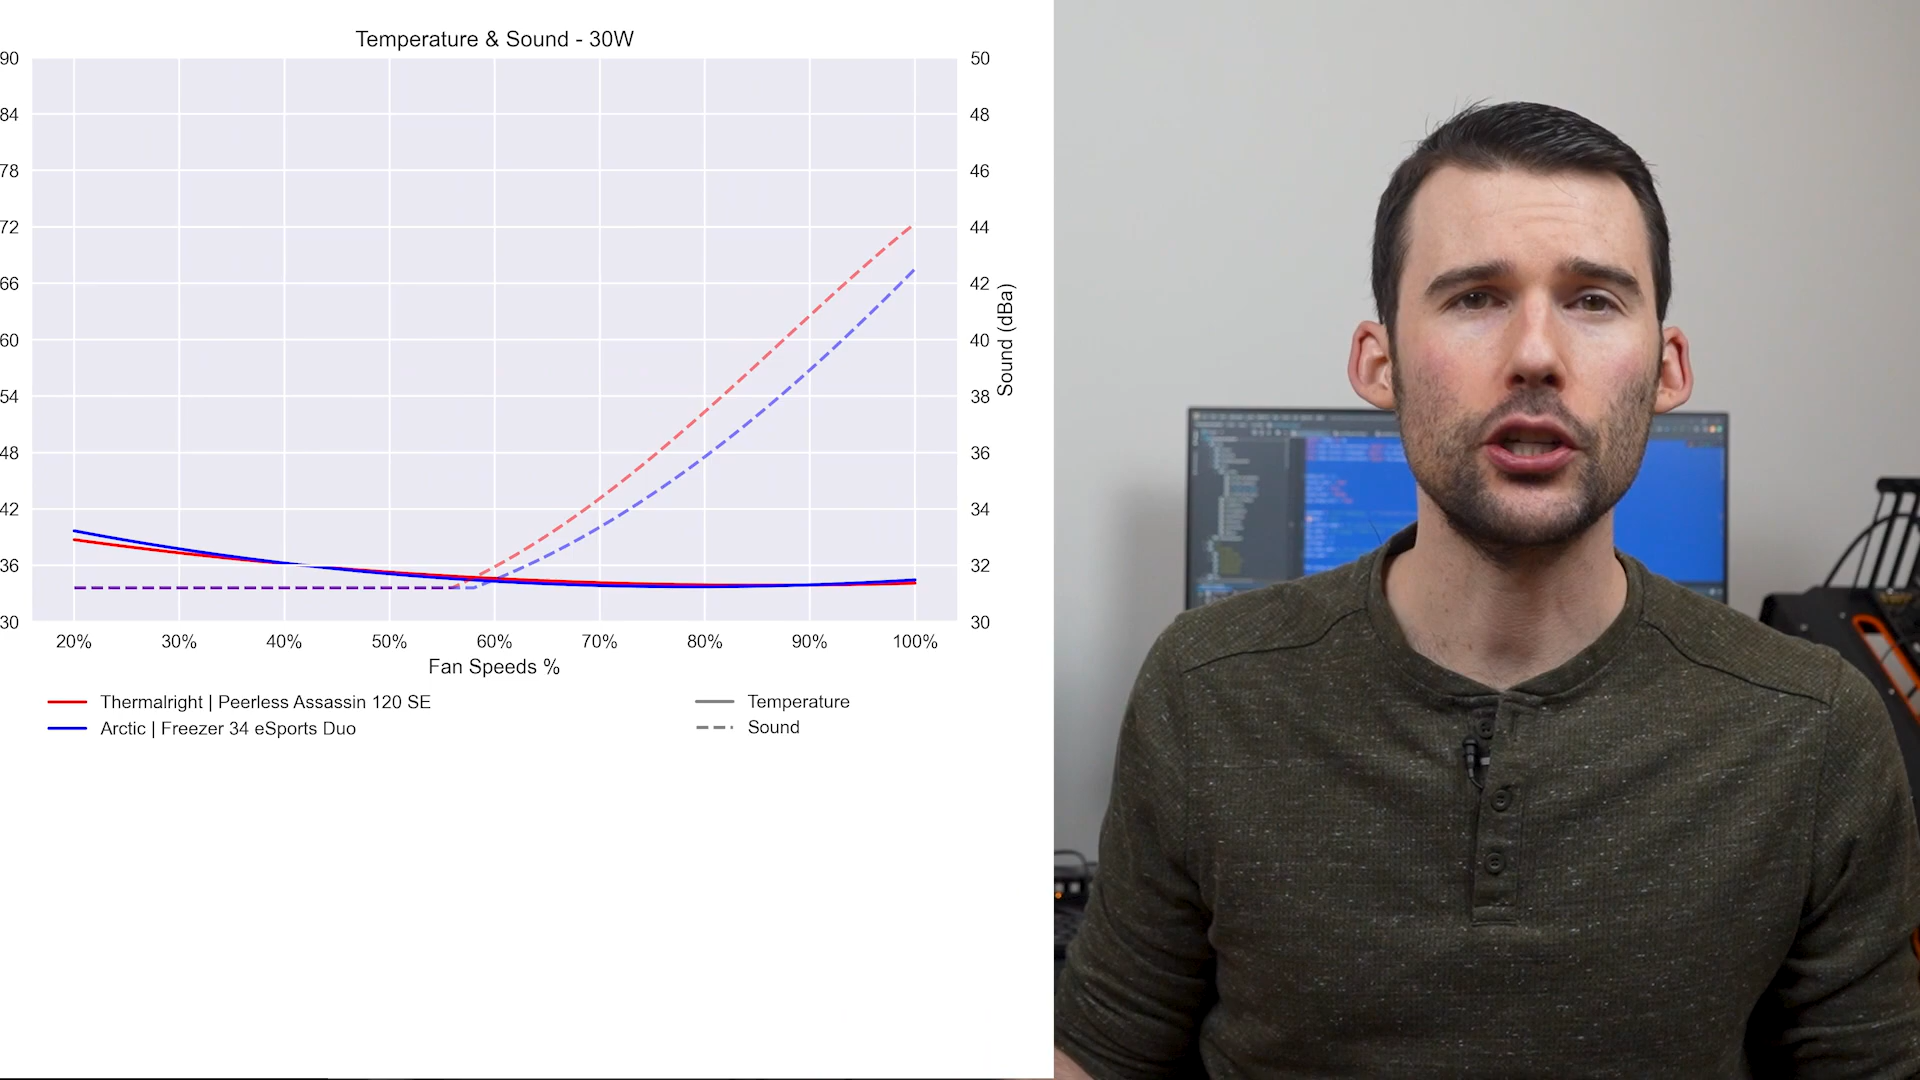 Temperature & Sound - 30W
90
84
78
72
66
60
54
48
42
36
30
50
48
46
44
42
40
38
36
34
32
30
Sound (dBa)
20% 30% 40% 50% 60% 70% 80% 90% 100%
Fan Speeds %
Thermalright | Peerless Assassin 120 SE
Arctic | Freezer 34 eSports Duo
Temperature
Sound